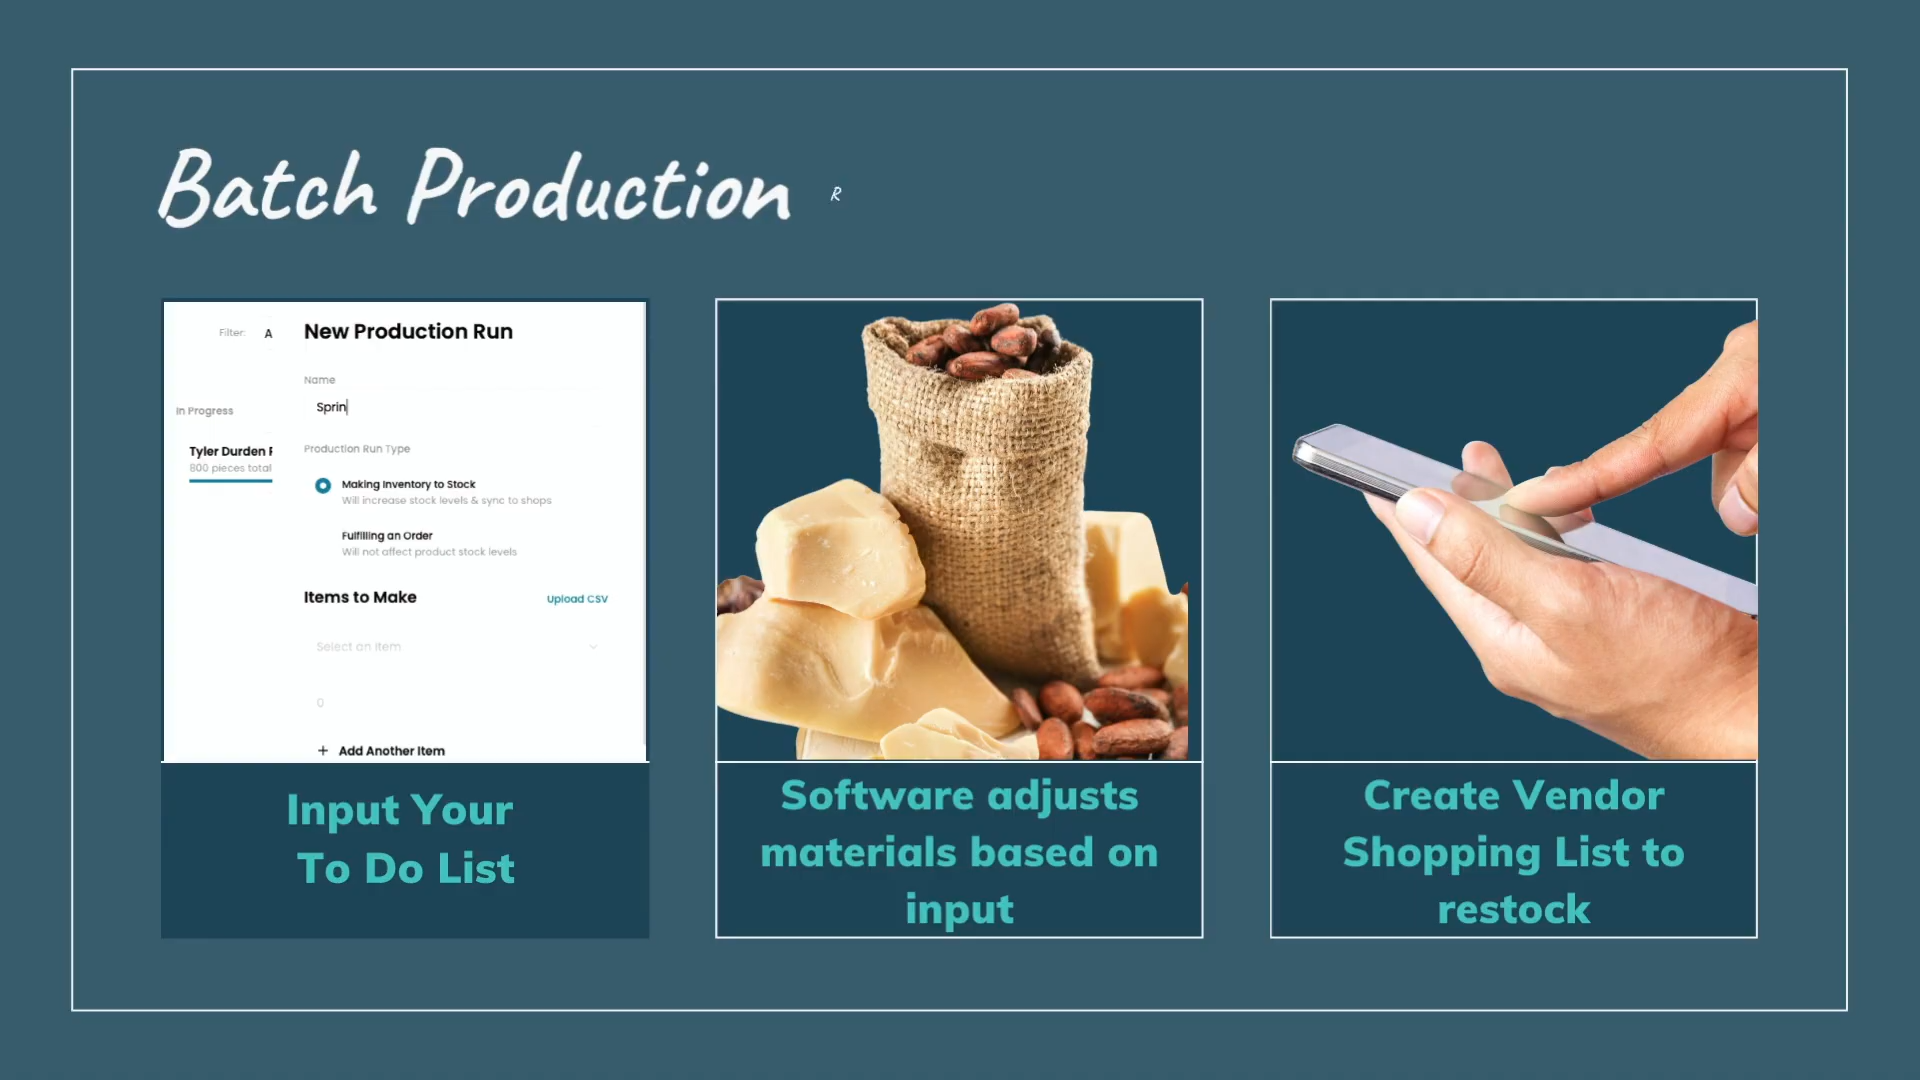 Batch Production R
Filter: A
In Progress
Tyler Durden
800 pieces total
New Production Run
Name
Sprin
Production Run Type
Making Inventory to Stock
Will increase stock levels & sync to shops
Fulfilling an Order
Will not affect product stock levels
Items to Make Upload CSV
Select an item
0
+ Add Another Item
Input Your
To Do List
Software adjusts
materials based on
input
Create Vendor
Shopping List to
restock